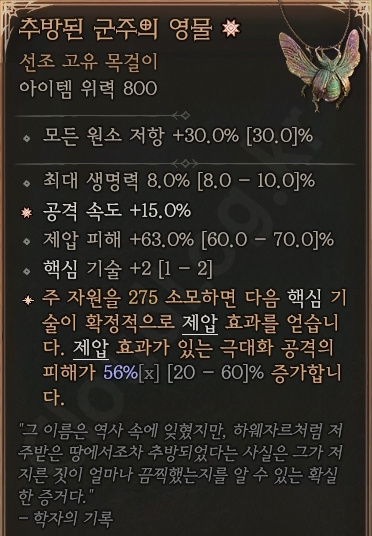 추방된 군주의 영물
선조 고유 목걸이
아이템 위력 800
모든 원소 저항 +30.0% [30.0]%
최대 생명력 8.0% [8.0 - 10.0]%
공격 속도 +15.0%
제압 피해 +63.0% [60.0 - 70.0]%
핵심 기술 +2 [1 - 2]
주 자원을 275 소모하면 다음 핵심 기
술이 확정적으로 제압 효과를 얻습니
다. 제압 효과가 있는 극대화 공격의
피해가 56%[x] [20 - 60]% 증가합니
다.
"그 이름은 역사 속에 잊혔지만, 하웨자르처럼 저
주받은 땅에서조차 추방되었다는 사실은 그가 저
지른 짓이 얼마나 끔찍했는지를 알 수 있는 확실
한 증거다."
- 학자의 기록